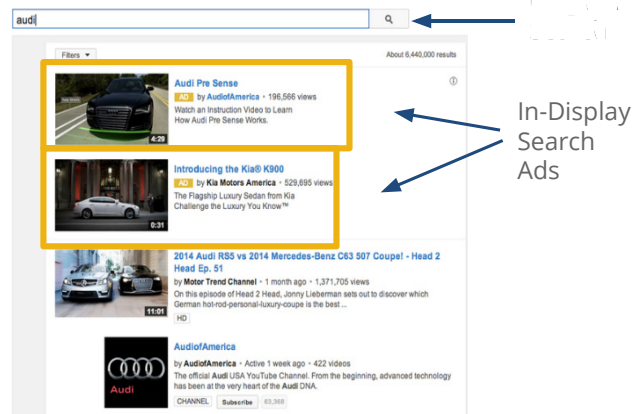 audi
Filters
About 6,440,000 results
Audi Pre Sense
AD by AudiofAmerica · 196,566 views
Watch an Instruction Video to Learn
How Audi Pre Sense Works.
4:29
In-Display
Search
Ads
Introducing the Kia® K900
AD by Kia Motors America · 529,695 views
The Flagship Luxury Sedan from Kia
Challenge the Luxury You Know™
0:31
2014 Audi RS5 vs 2014 Mercedes-Benz C63 507 Coupe! - Head 2
Head Ep. 51
by Motor Trend Channel · 1 month ago · 1,371,705 views
On this episode of Head 2 Head, Jonny Lieberman sets out to discover which
German hot-rod-personal-luxury-coupe is the best ...
HD
11:01
AudiofAmerica
by AudiofAmerica · Active 1 week ago · 422 videos
The official Audi USA YouTube Channel. From the beginning, advanced technology
has been at the very heart of the Audi DNA.
CHANNEL Subscribe 63,368
Audi